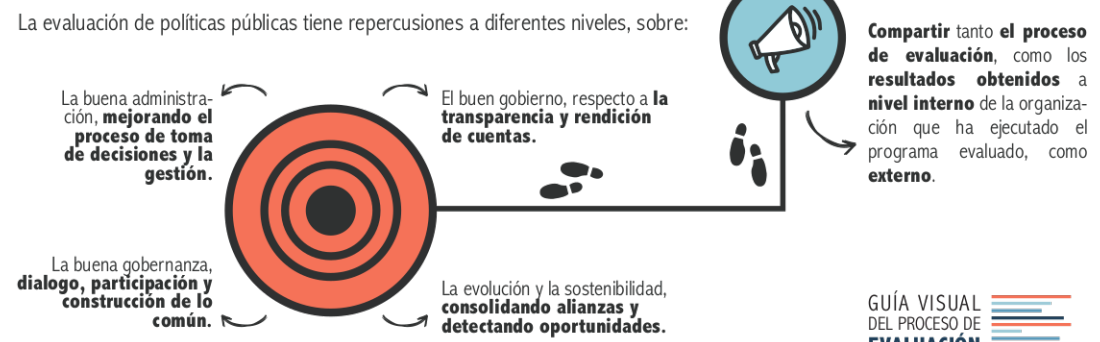 La evaluación de políticas públicas tiene repercusiones a diferentes niveles, sobre:
La buena administra-
ción, mejorando el
proceso de toma
de decisiones y la
gestión.
El buen gobierno, respecto a la
transparencia y rendición
de cuentas.
La buena gobernanza,
dialogo, participación y
construcción de lo
común.
La evolución y la sostenibilidad,
consolidando alianzas y
detectando oportunidades.
Compartir tanto el proceso
de evaluación, como los
resultados obtenidos a
nivel interno de la organiza-
ción que ha ejecutado el
programa evaluado, como
externo.
GUÍA VISUAL
DEL PROCESO DE
EVALUACIÓN